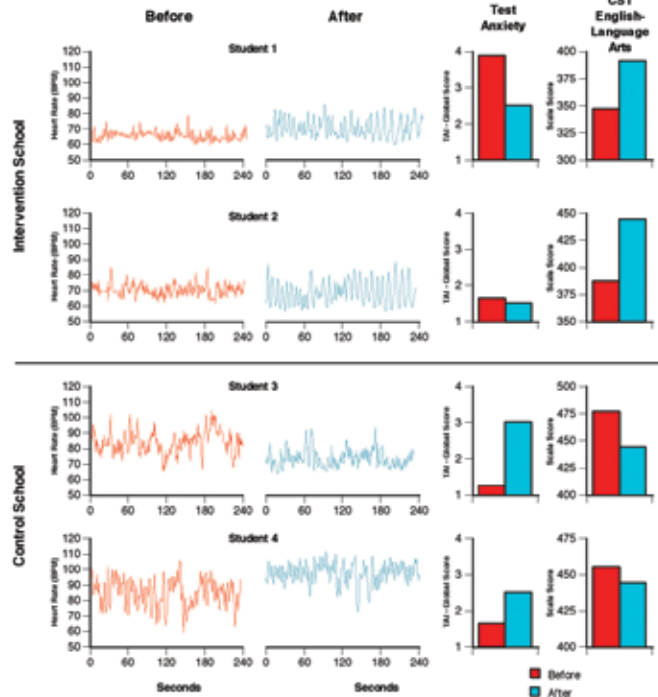 Before
After
Test
Anxiety
CST
English-
Language
Arts
Intervention School
Student 1
Heart Rate (BPM)
120
110
100
90
80
70
60
50
0 60 120 180 240
0 60 120 180 240
TAI - Global Score
4
3
2
1
Scale Score
400
375
350
325
300
Student 2
Heart Rate (BPM)
120
110
100
90
80
70
60
50
0 60 120 180 240
0 60 120 180 240
TAI - Global Score
4
3
2
1
Scale Score
450
425
400
375
350
Control School
Student 3
Heart Rate (BPM)
120
110
100
90
80
70
60
50
0 60 120 180 240
0 60 120 180 240
TAI - Global Score
4
3
2
1
Scale Score
500
475
450
425
400
Student 4
Heart Rate (BPM)
120
110
100
90
80
70
60
50
0 60 120 180 240
0 60 120 180 240
TAI - Global Score
4
3
2
1
Scale Score
475
450
425
400
Seconds
Seconds
Before
After